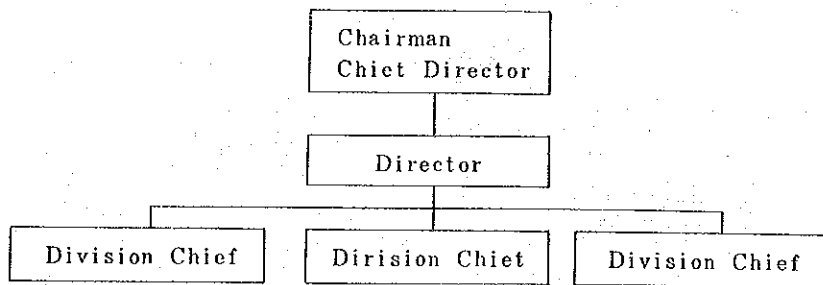 Chairman
Chiet Director
Director
Division Chief
Dirision Chiet
Division Chief